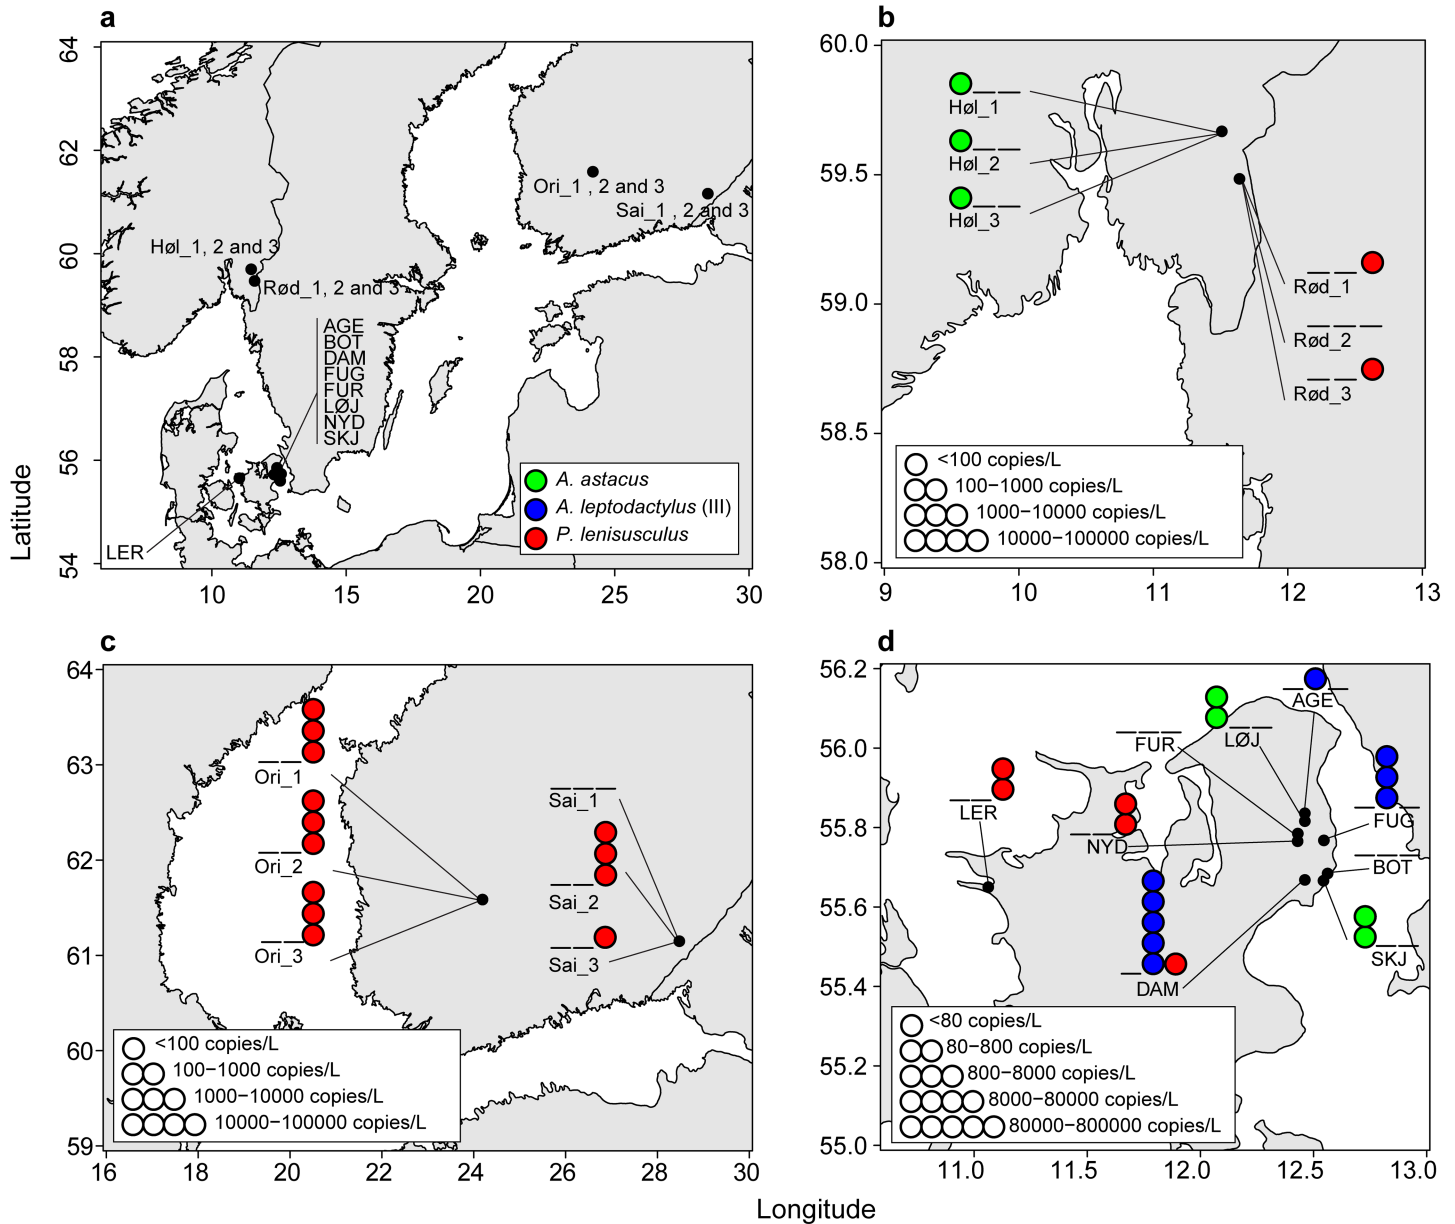 a
64
62
60
58
56
54
Latitude
Ori_1 , 2 and 3
Sai_1 , 2 and 3
Høl_1, 2 and 3
Rød_1, 2 and 3
AGE
BOT
DAM
FUG
FUR
LØJ
NYD
SKJ
LER
A. astacus
A. leptodactylus (III)
P. lenisusculus
10 15 20 25 30
b
60.0
59.5
59.0
58.5
58.0
Høl_1
Høl_2
Høl_3
Rød_1
Rød_2
Rød_3
<100 copies/L
100−1000 copies/L
1000−10000 copies/L
10000−100000 copies/L
9 10 11 12 13
c
64
63
62
61
60
59
Ori_1
Ori_2
Ori_3
Sai_1
Sai_2
Sai_3
<100 copies/L
100−1000 copies/L
1000−10000 copies/L
10000−100000 copies/L
16 18 20 22 24 26 28 30
d
56.2
56.0
55.8
55.6
55.4
55.2
55.0
AGE
FUR
LØJ
LER
FUG
NYD
BOT
SKJ
DAM
<80 copies/L
80−800 copies/L
800−8000 copies/L
8000−80000 copies/L
80000−800000 copies/L
11.0 11.5 12.0 12.5 13.0
Longitude